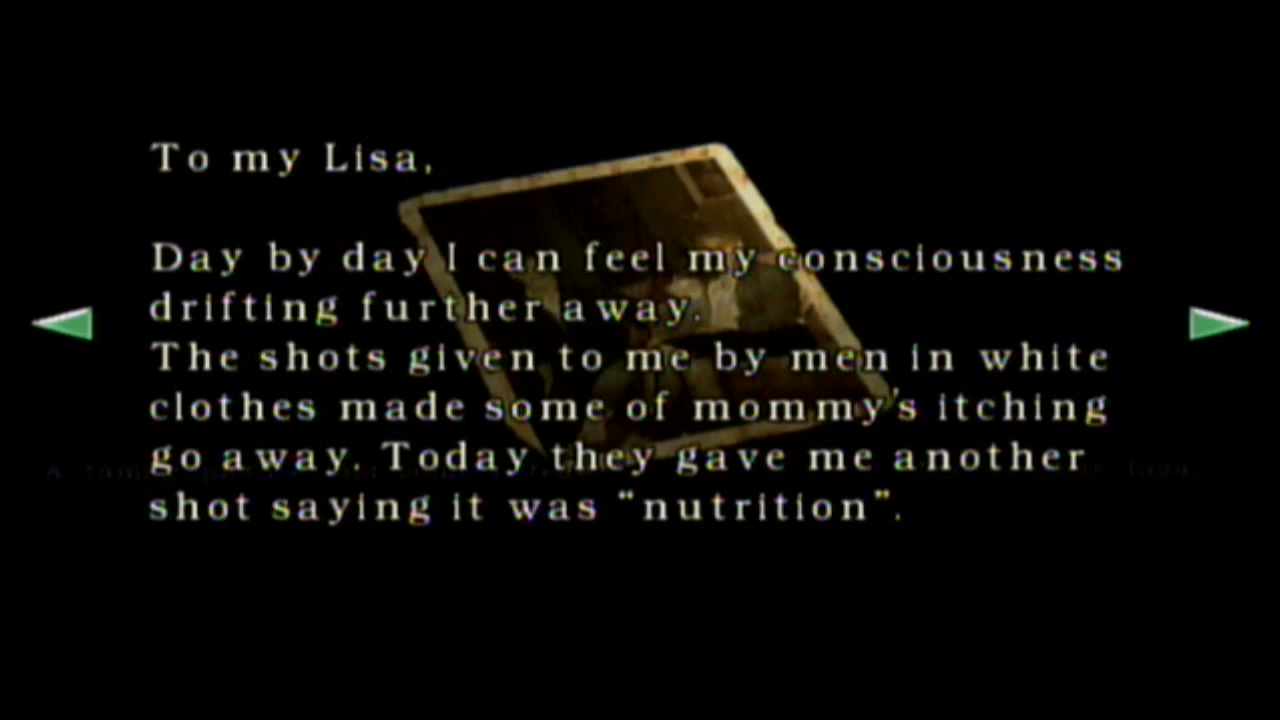 To my Lisa,
Day by day I can feel my consciousness
drifting further away.
The shots given to me by men in white
clothes made some of mommy's itching
go away. Today they gave me another
shot saying it was "nutrition".